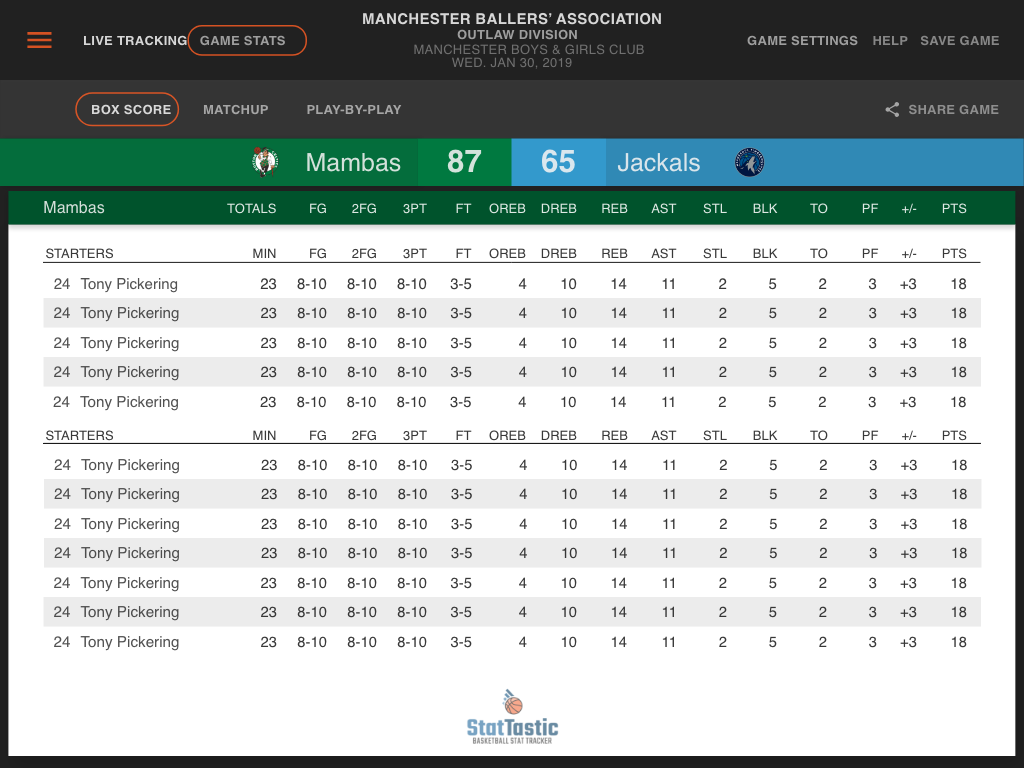 MANCHESTER BALLERS’ ASSOCIATION
LIVE TRACKING GAME STATS OUTLAW DIVISION GAME SETTINGS HELP SAVE GAME
MANCHESTER BOYS & GIRLS CLUB
WED. JAN 30, 2019
BOX SCORE MATCHUP PLAY-BY-PLAY SHARE GAME
Mambas 87 65 Jackals
Mambas TOTALS FG 2FG 3PT FT OREB DREB REB AST STL BLK TO PF +/- PTS
STARTERS MIN FG 2FG 3PT FT OREB DREB REB AST STL BLK TO PF +/- PTS
24 Tony Pickering 23 8-10 8-10 8-10 3-5 4 10 14 11 2 5 2 3 +3 18
24 Tony Pickering 23 8-10 8-10 8-10 3-5 4 10 14 11 2 5 2 3 +3 18
24 Tony Pickering 23 8-10 8-10 8-10 3-5 4 10 14 11 2 5 2 3 +3 18
24 Tony Pickering 23 8-10 8-10 8-10 3-5 4 10 14 11 2 5 2 3 +3 18
24 Tony Pickering 23 8-10 8-10 8-10 3-5 4 10 14 11 2 5 2 3 +3 18
STARTERS MIN FG 2FG 3PT FT OREB DREB REB AST STL BLK TO PF +/- PTS
24 Tony Pickering 23 8-10 8-10 8-10 3-5 4 10 14 11 2 5 2 3 +3 18
24 Tony Pickering 23 8-10 8-10 8-10 3-5 4 10 14 11 2 5 2 3 +3 18
24 Tony Pickering 23 8-10 8-10 8-10 3-5 4 10 14 11 2 5 2 3 +3 18
24 Tony Pickering 23 8-10 8-10 8-10 3-5 4 10 14 11 2 5 2 3 +3 18
24 Tony Pickering 23 8-10 8-10 8-10 3-5 4 10 14 11 2 5 2 3 +3 18
24 Tony Pickering 23 8-10 8-10 8-10 3-5 4 10 14 11 2 5 2 3 +3 18
24 Tony Pickering 23 8-10 8-10 8-10 3-5 4 10 14 11 2 5 2 3 +3 18
StatTastic
BASKETBALL STAT TRACKER